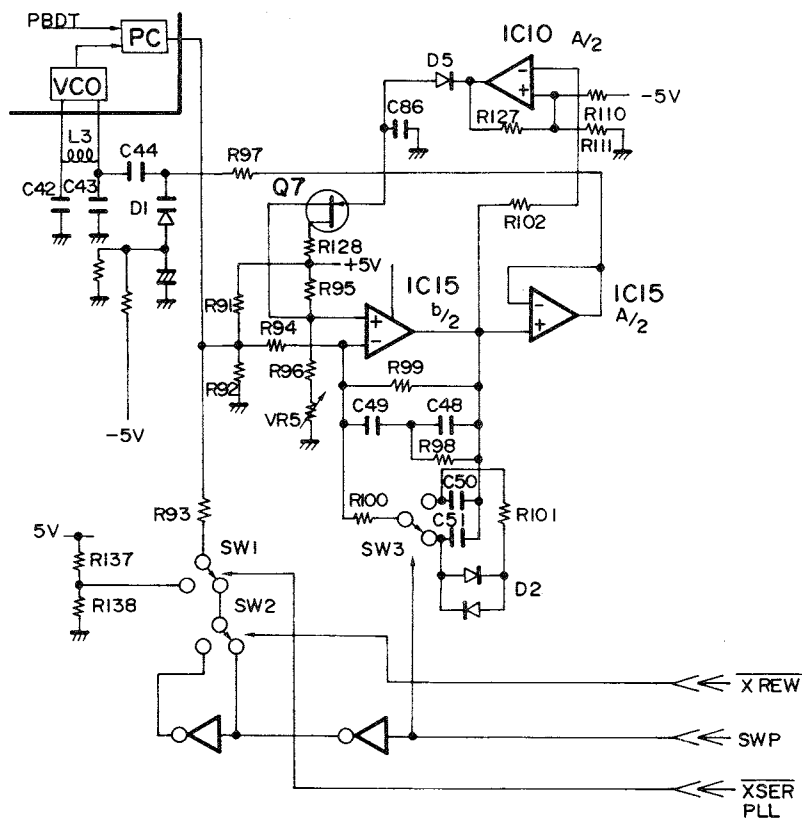 PBDT
PC
VCO
L3
C42
C43
C44
D1
R97
-5V
D5
IC10 A/2
-
+
-5V
C86
R127
R110
R111
Q7
R102
R128
+5V
R95
IC15
b/2
+
-
IC15
A/2
-
+
R91
R94
R92
R96
VR5
R99
C49
C48
R98
C50
R100
C51
R101
SW3
D2
R93
5V
R137
R138
SW1
SW2
XREW
SWP
XSER
PLL